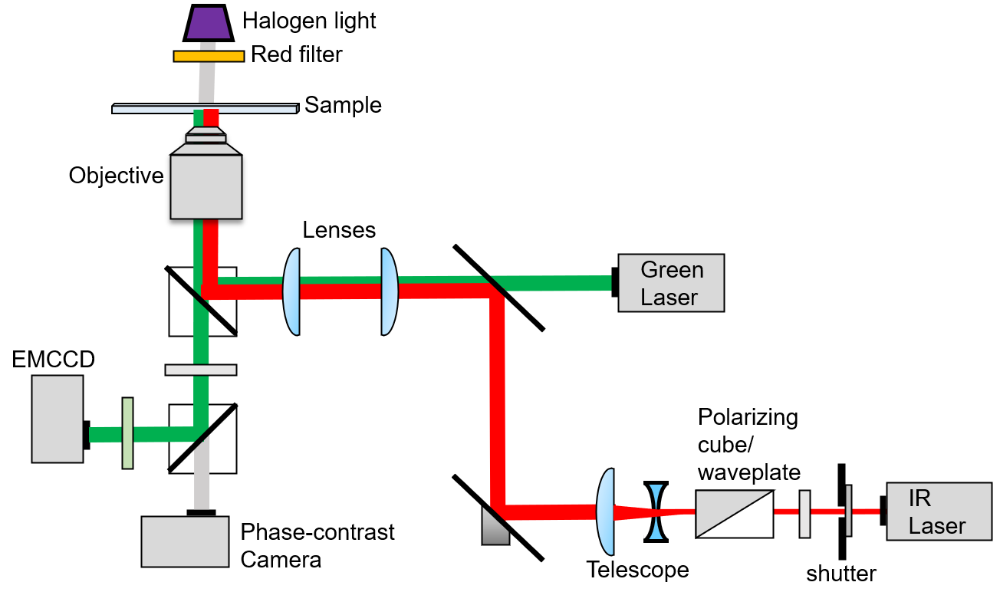 Halogen light
Red filter
Sample
Objective
Lenses
Green
Laser
EMCCD
Polarizing
cube/
waveplate
IR
Laser
Phase-contrast
Camera
Telescope
shutter